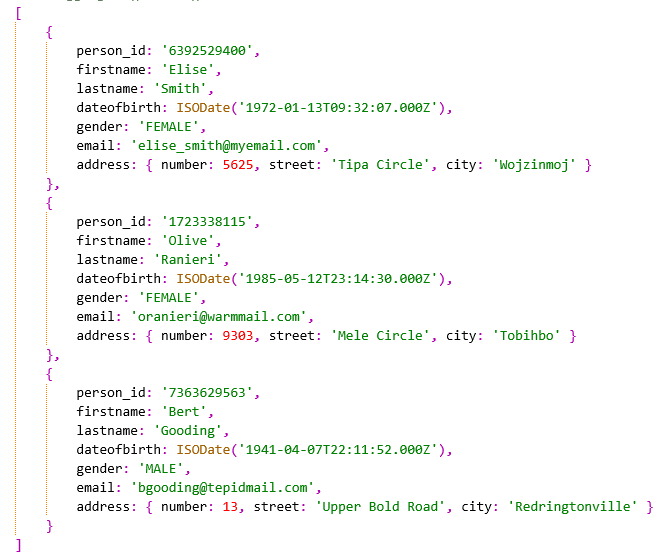 [
    {
        person_id: '6392529400',
        firstname: 'Elise',
        lastname: 'Smith',
        dateofbirth: ISODate('1972-01-13T09:32:07.000Z'),
        gender: 'FEMALE',
        email: 'elise_smith@myemail.com',
        address: { number: 5625, street: 'Tipa Circle', city: 'Wojzinmoj' }
    },
    {
        person_id: '1723338115',
        firstname: 'Olive',
        lastname: 'Ranieri',
        dateofbirth: ISODate('1985-05-12T23:14:30.000Z'),
        gender: 'FEMALE',
        email: 'oranieri@warmmail.com',
        address: { number: 9303, street: 'Mele Circle', city: 'Tobihbo' }
    },
    {
        person_id: '7363629563',
        firstname: 'Bert',
        lastname: 'Gooding',
        dateofbirth: ISODate('1941-04-07T22:11:52.000Z'),
        gender: 'MALE',
        email: 'bgooding@tepidmail.com',
        address: { number: 13, street: 'Upper Bold Road', city: 'Redringtonville' }
    }
]